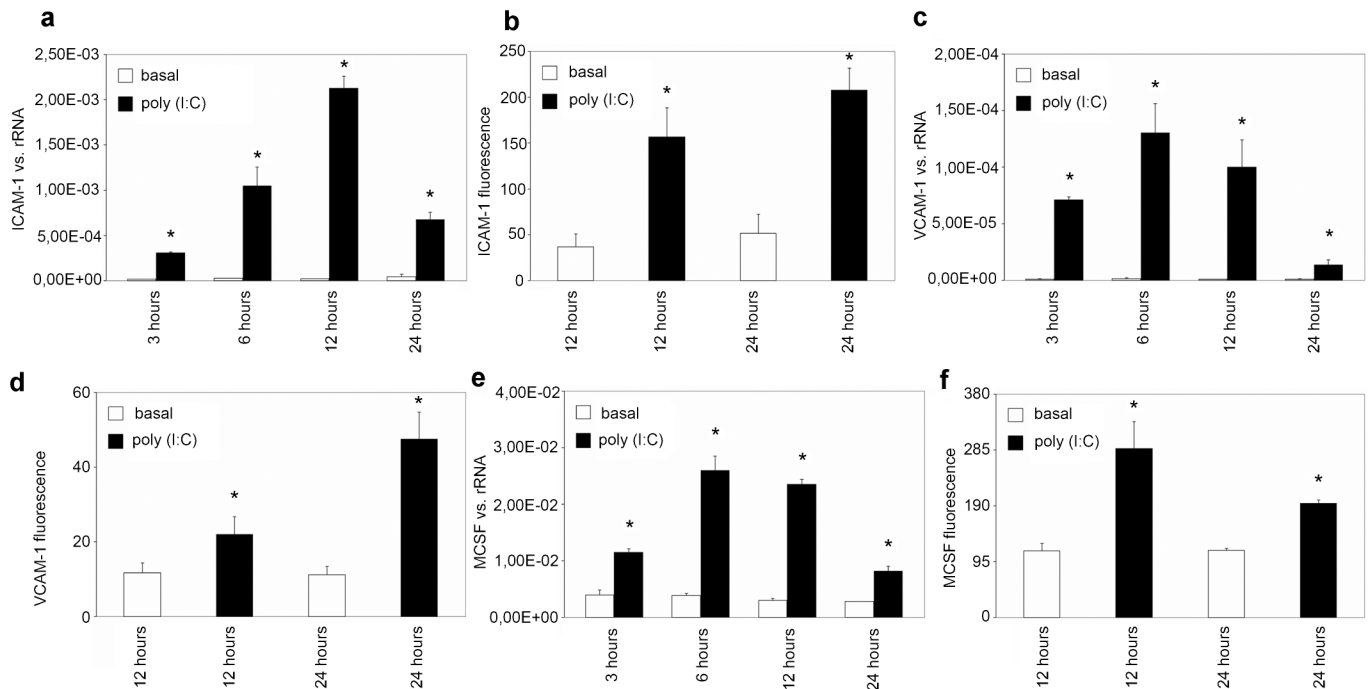 a
2,50E-03
2,00E-03
1,50E-03
1,00E-03
5,00E-04
0,00E+00
ICAM-1 vs. rRNA
basal
poly (I:C)
*
*
*
*
3 hours
6 hours
12 hours
24 hours
b
250
200
150
100
50
0
ICAM-1 fluorescence
basal
poly (I:C)
*
*
12 hours
12 hours
24 hours
24 hours
c
2,00E-04
1,50E-04
1,00E-04
5,00E-05
0,00E+00
VCAM-1 vs. rRNA
basal
poly (I:C)
*
*
*
*
3 hours
6 hours
12 hours
24 hours
d
60
40
20
0
VCAM-1 fluorescence
basal
poly (I:C)
*
*
12 hours
12 hours
24 hours
24 hours
e
4,00E-02
3,00E-02
2,00E-02
1,00E-02
0,00E+00
MCSF vs. rRNA
basal
poly (I:C)
*
*
*
*
3 hours
6 hours
12 hours
24 hours
f
380
285
190
95
0
MCSF fluorescence
basal
poly (I:C)
*
*
12 hours
12 hours
24 hours
24 hours